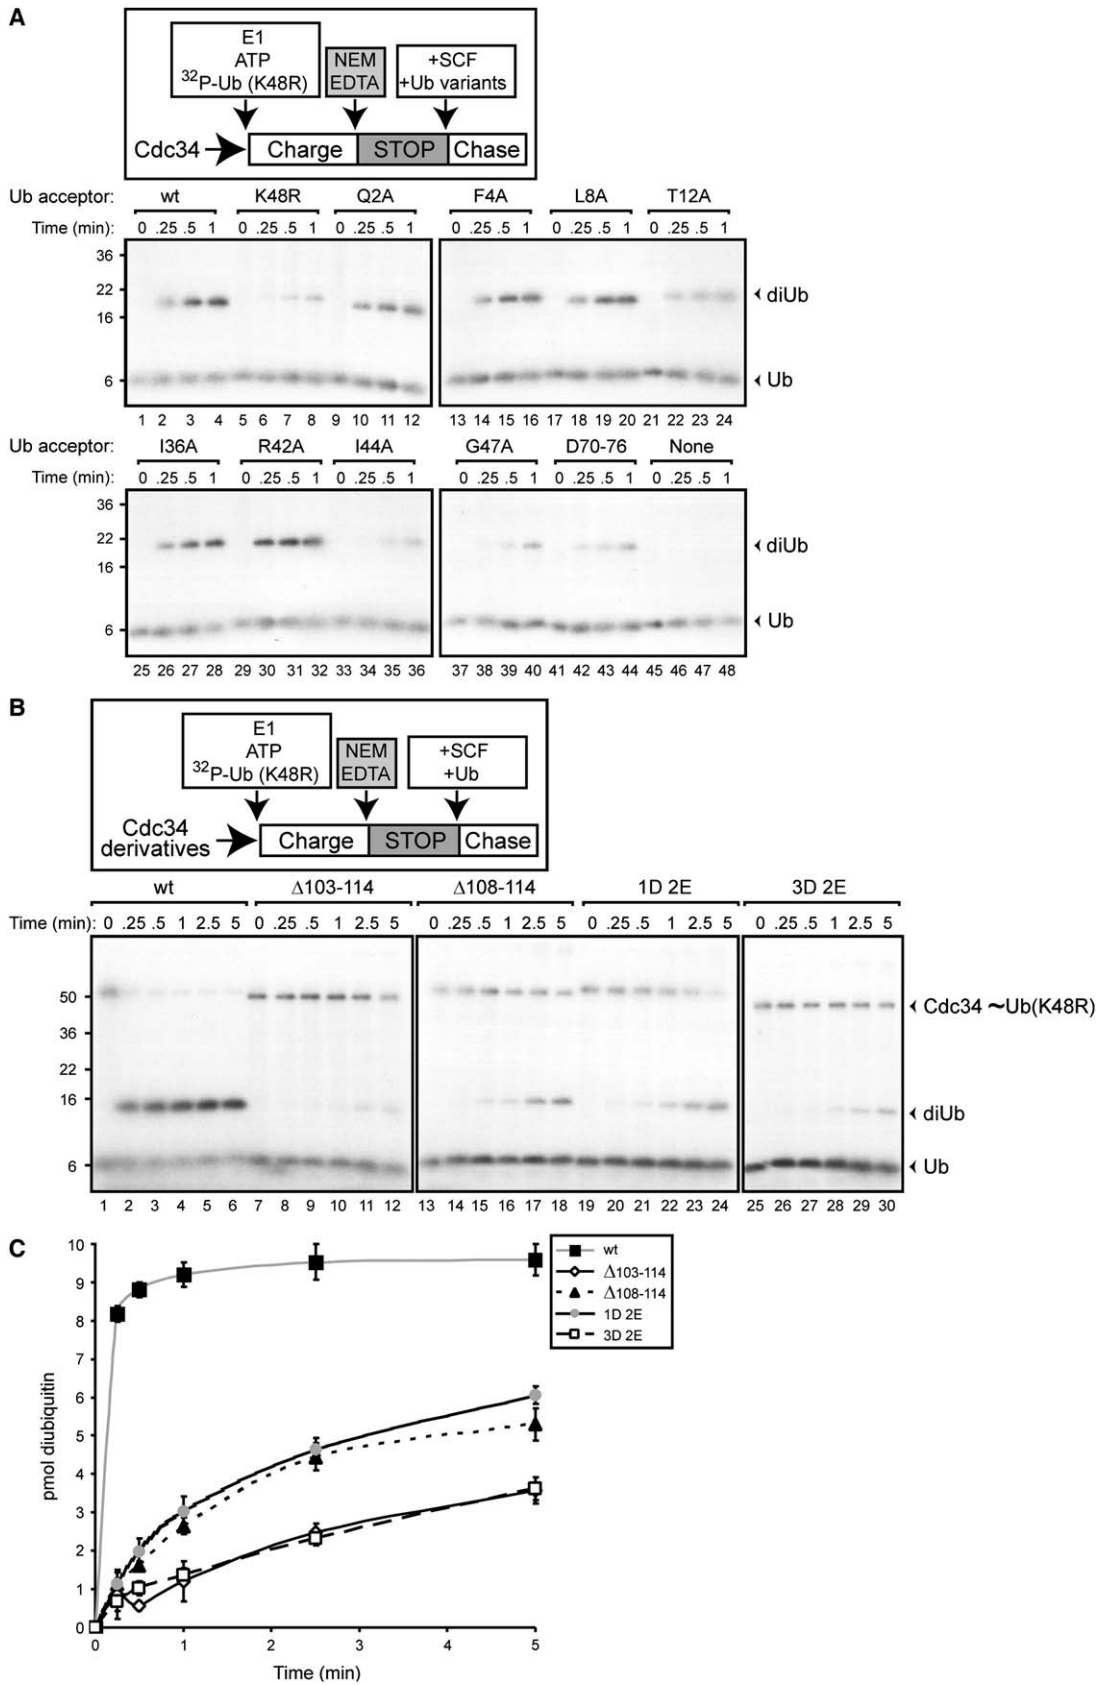 A
E1
ATP
32P-Ub (K48R)
NEM
EDTA
+SCF
+Ub variants
Cdc34
Charge
STOP
Chase
Ub acceptor: wt K48R Q2A F4A L8A T12A
Time (min): 0 .25 .5 1 0 .25 .5 1 0 .25 .5 1 0 .25 .5 1 0 .25 .5 1 0 .25 .5 1
36
22
diUb
16
6
Ub
1 2 3 4 5 6 7 8 9 10 11 12 13 14 15 16 17 18 19 20 21 22 23 24
Ub acceptor: I36A R42A I44A G47A D70-76 None
Time (min): 0 .25 .5 1 0 .25 .5 1 0 .25 .5 1 0 .25 .5 1 0 .25 .5 1 0 .25 .5 1
36
22
diUb
16
6
Ub
25 26 27 28 29 30 31 32 33 34 35 36 37 38 39 40 41 42 43 44 45 46 47 48
B
E1
ATP
32P-Ub (K48R)
NEM
EDTA
+SCF
+Ub
Cdc34
derivatives
Charge
STOP
Chase
wt Δ103-114 Δ108-114 1D 2E 3D 2E
Time (min): 0 .25 .5 1 2.5 5 0 .25 .5 1 2.5 5 0 .25 .5 1 2.5 5 0 .25 .5 1 2.5 5 0 .25 .5 1 2.5 5
50
Cdc34 ~Ub(K48R)
36
22
16
diUb
6
Ub
1 2 3 4 5 6 7 8 9 10 11 12 13 14 15 16 17 18 19 20 21 22 23 24 25 26 27 28 29 30
C
10
9
8
7
6
5
4
3
2
1
0
pmol diubiquitin
0 1 2 3 4 5
Time (min)
wt
Δ103-114
Δ108-114
1D 2E
3D 2E